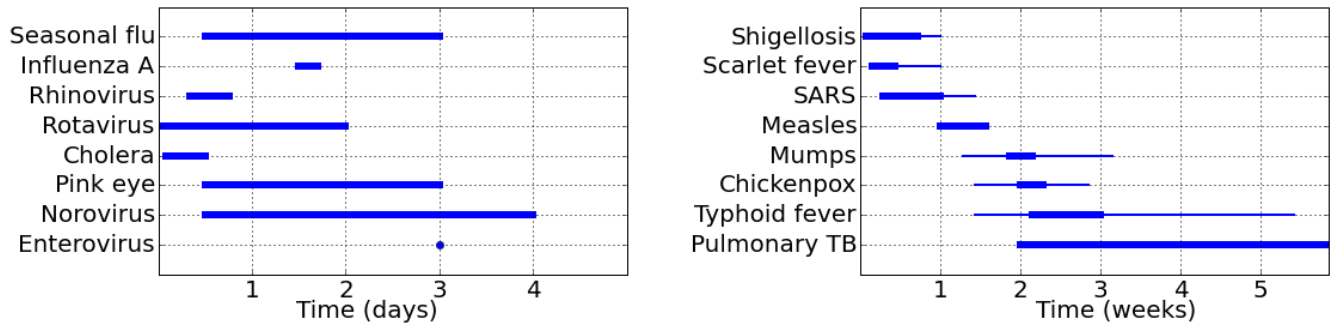 Seasonal flu
Influenza A
Rhinovirus
Rotavirus
Cholera
Pink eye
Norovirus
Enterovirus
1 2 3 4
Time (days)
Shigellosis
Scarlet fever
SARS
Measles
Mumps
Chickenpox
Typhoid fever
Pulmonary TB
1 2 3 4 5
Time (weeks)